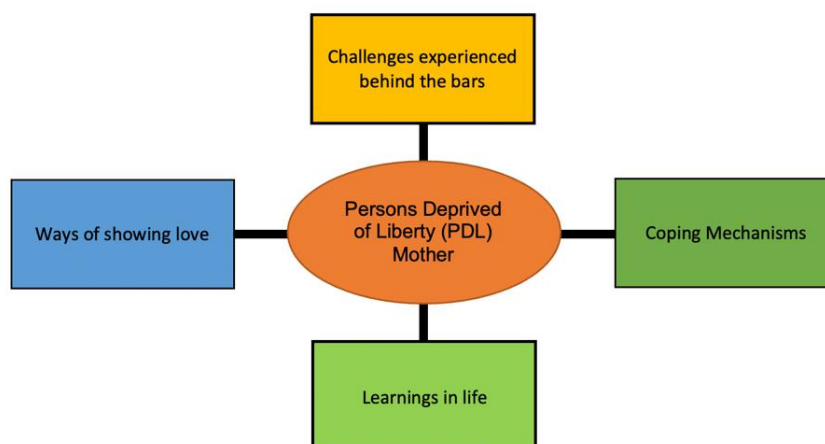 Challenges experienced
behind the bars
Ways of showing love
Persons Deprived
of Liberty (PDL)
Mother
Coping Mechanisms
Learnings in life